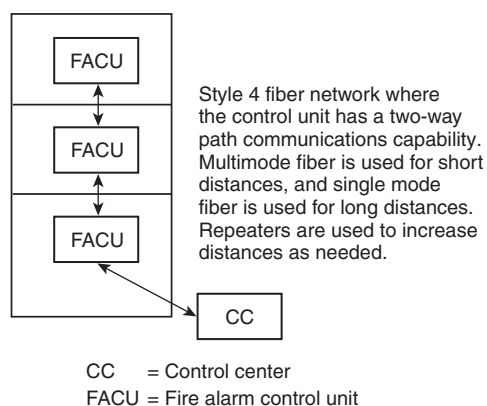 FACU
FACU
FACU
CC
Style 4 fiber network where
the control unit has a two-way
path communications capability.
Multimode fiber is used for short
distances, and single mode
fiber is used for long distances.
Repeaters are used to increase
distances as needed.
CC = Control center
FACU = Fire alarm control unit